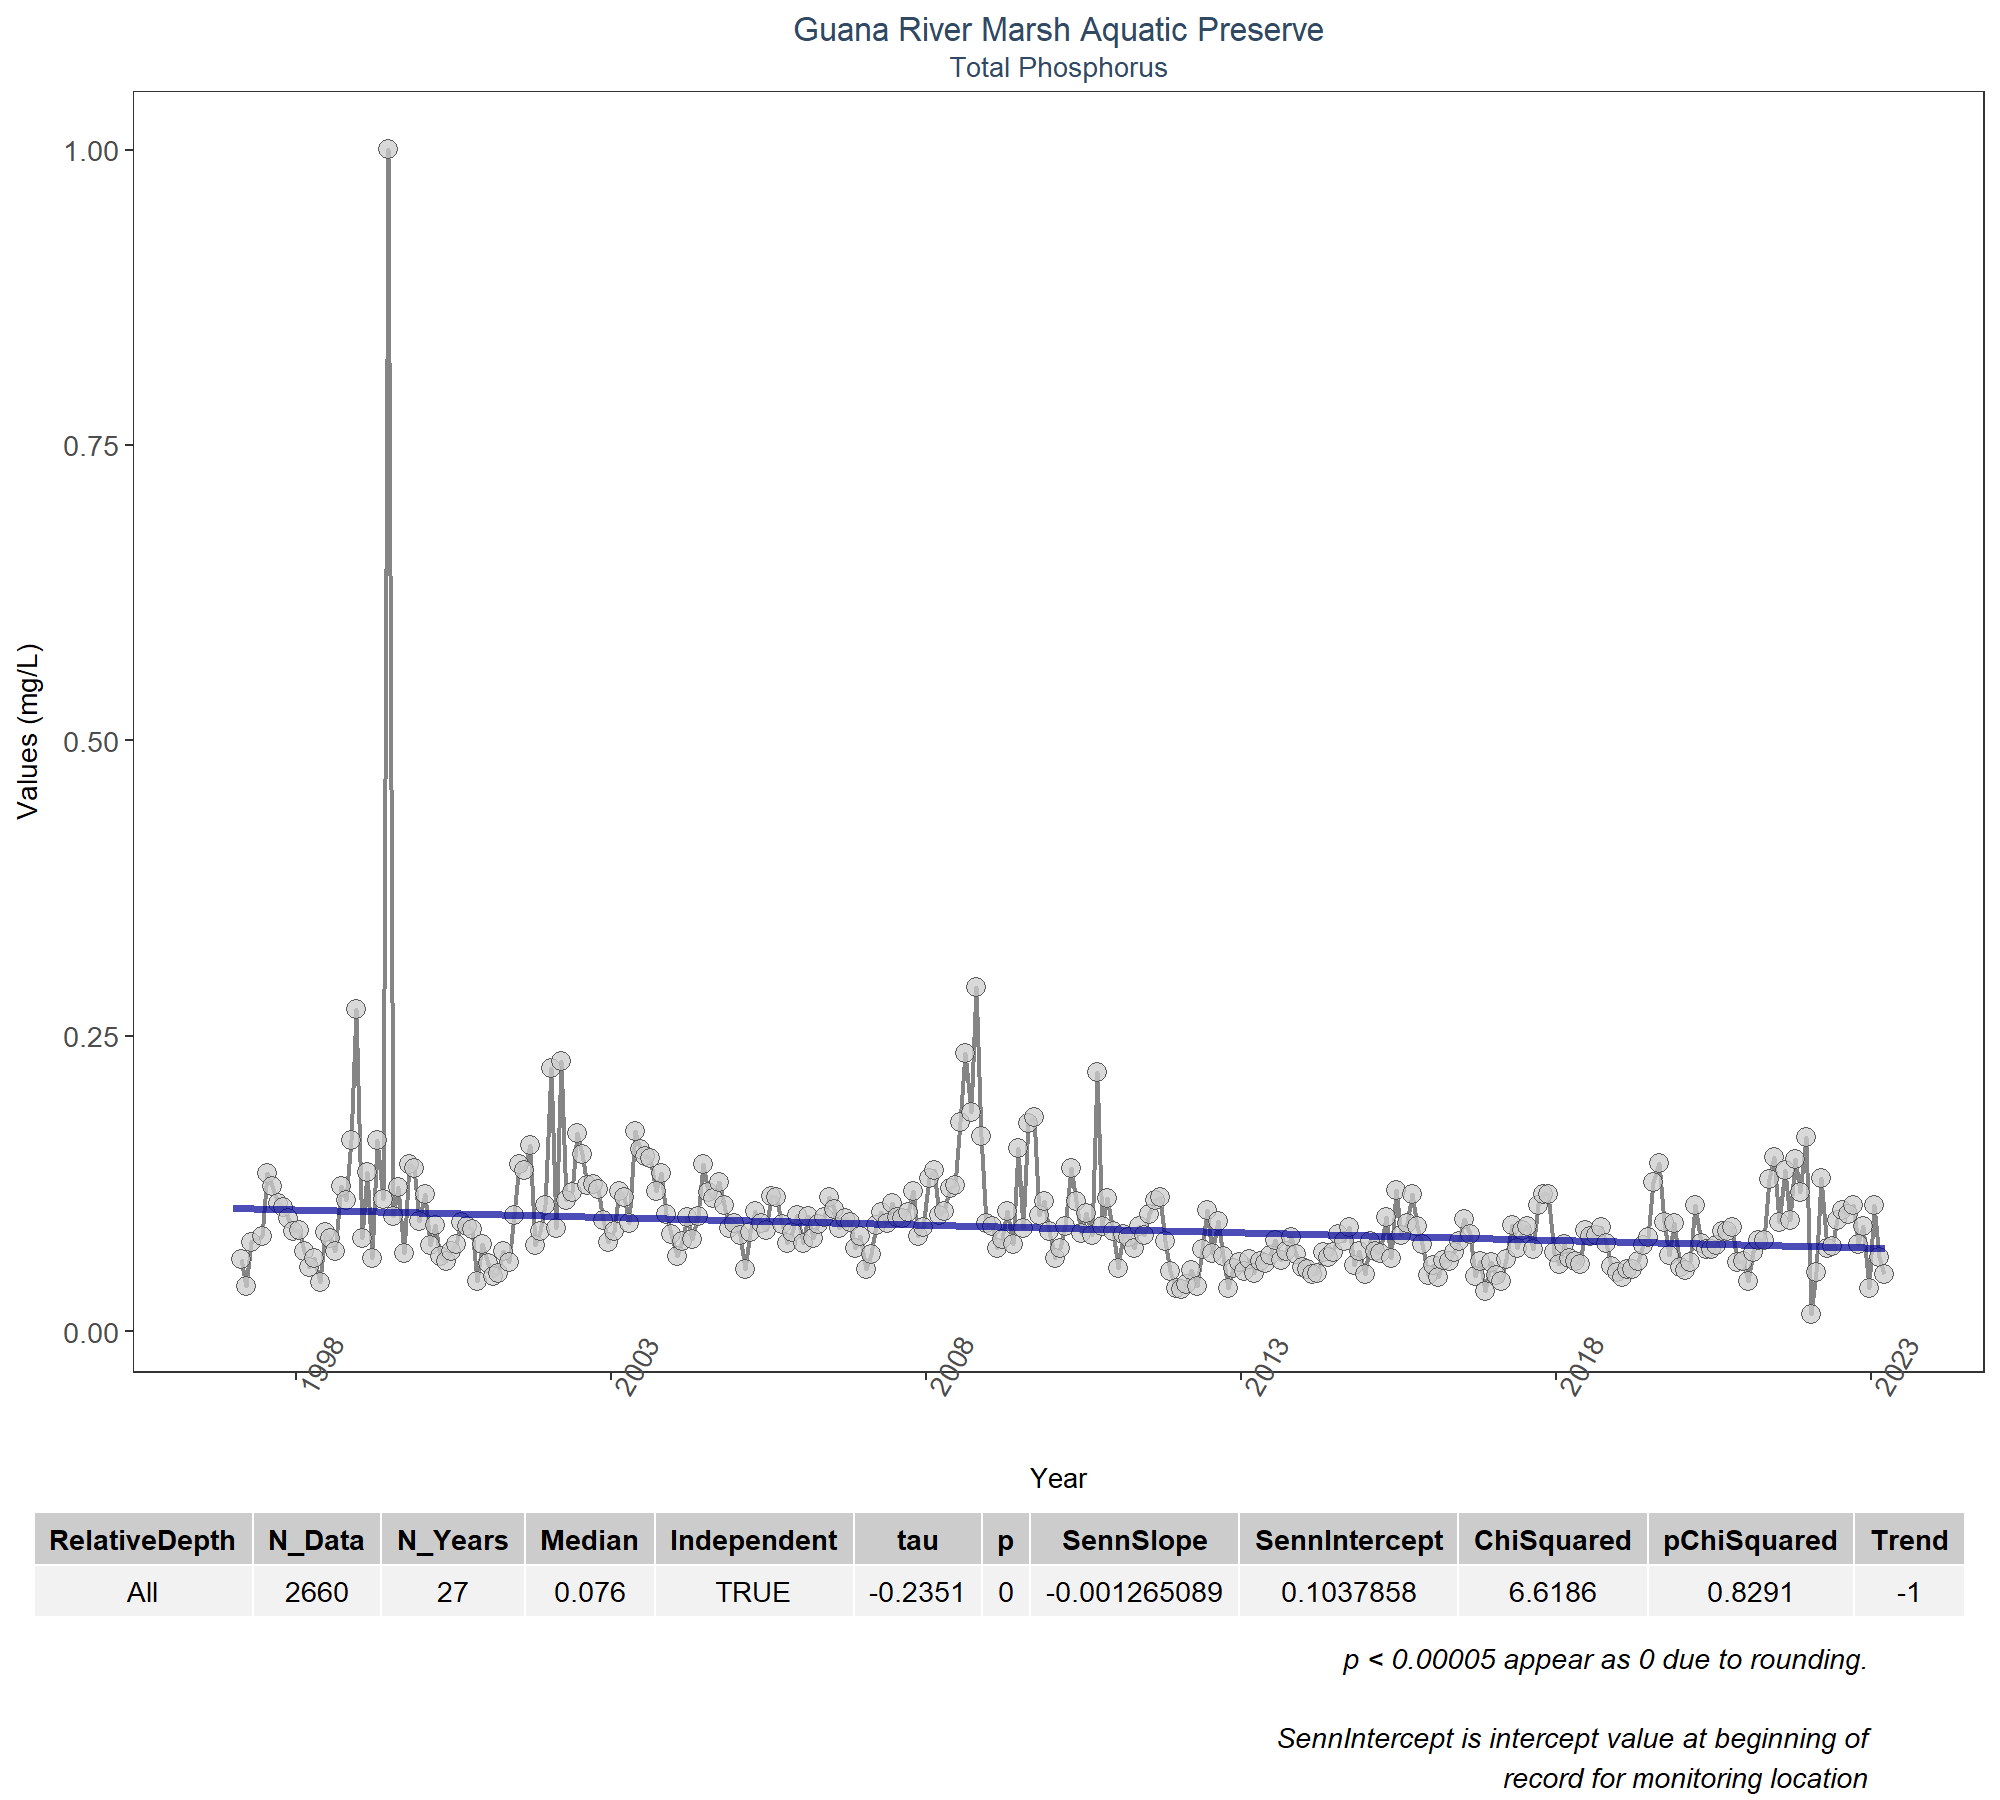 Guana River Marsh Aquatic Preserve
Total Phosphorus
1.00
0.75
0.50
0.25
0.00
Values (mg/L)
1998 2003 2008 2013 2018 2023
Year
RelativeDepth N_Data N_Years Median Independent tau p SennSlope SennIntercept ChiSquared pChiSquared Trend
All 2660 27 0.076 TRUE -0.2351 0 -0.001265089 0.1037858 6.6186 0.8291 -1
p < 0.00005 appear as 0 due to rounding.
SennIntercept is intercept value at beginning of
record for monitoring location